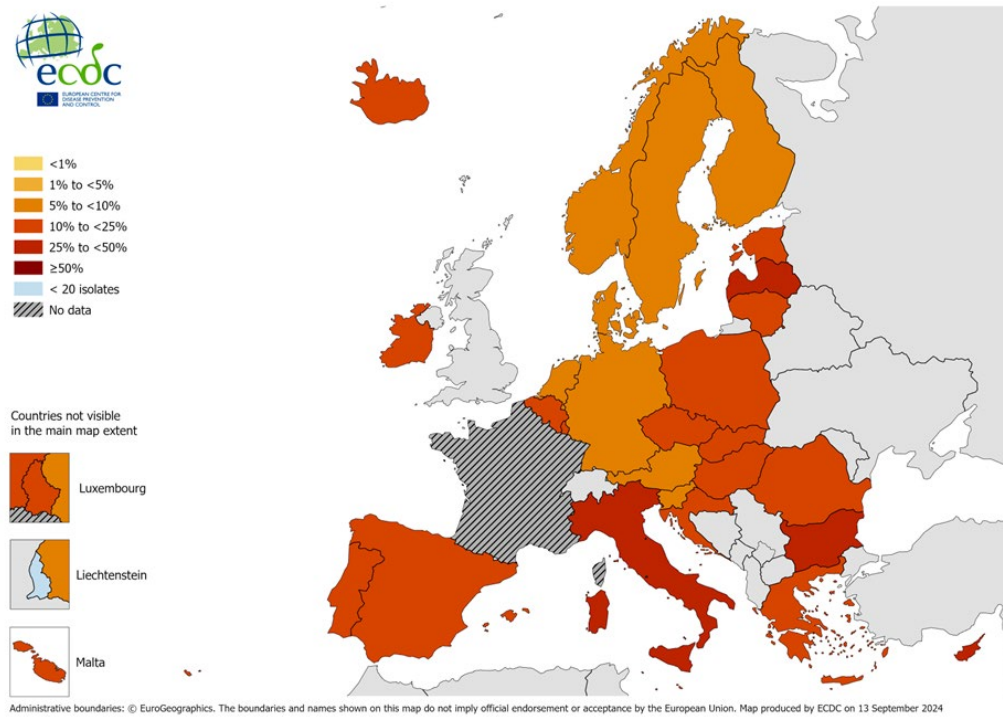 ecdc
EUROPEAN CENTRE FOR
DISEASE PREVENTION
AND CONTROL
<1%
1% to <5%
5% to <10%
10% to <25%
25% to <50%
≥50%
< 20 isolates
No data
Countries not visible
in the main map extent
Luxembourg
Liechtenstein
Malta
Administrative boundaries: © EuroGeographics. The boundaries and names shown on this map do not imply official endorsement or acceptance by the European Union. Map produced by ECDC on 13 September 2024